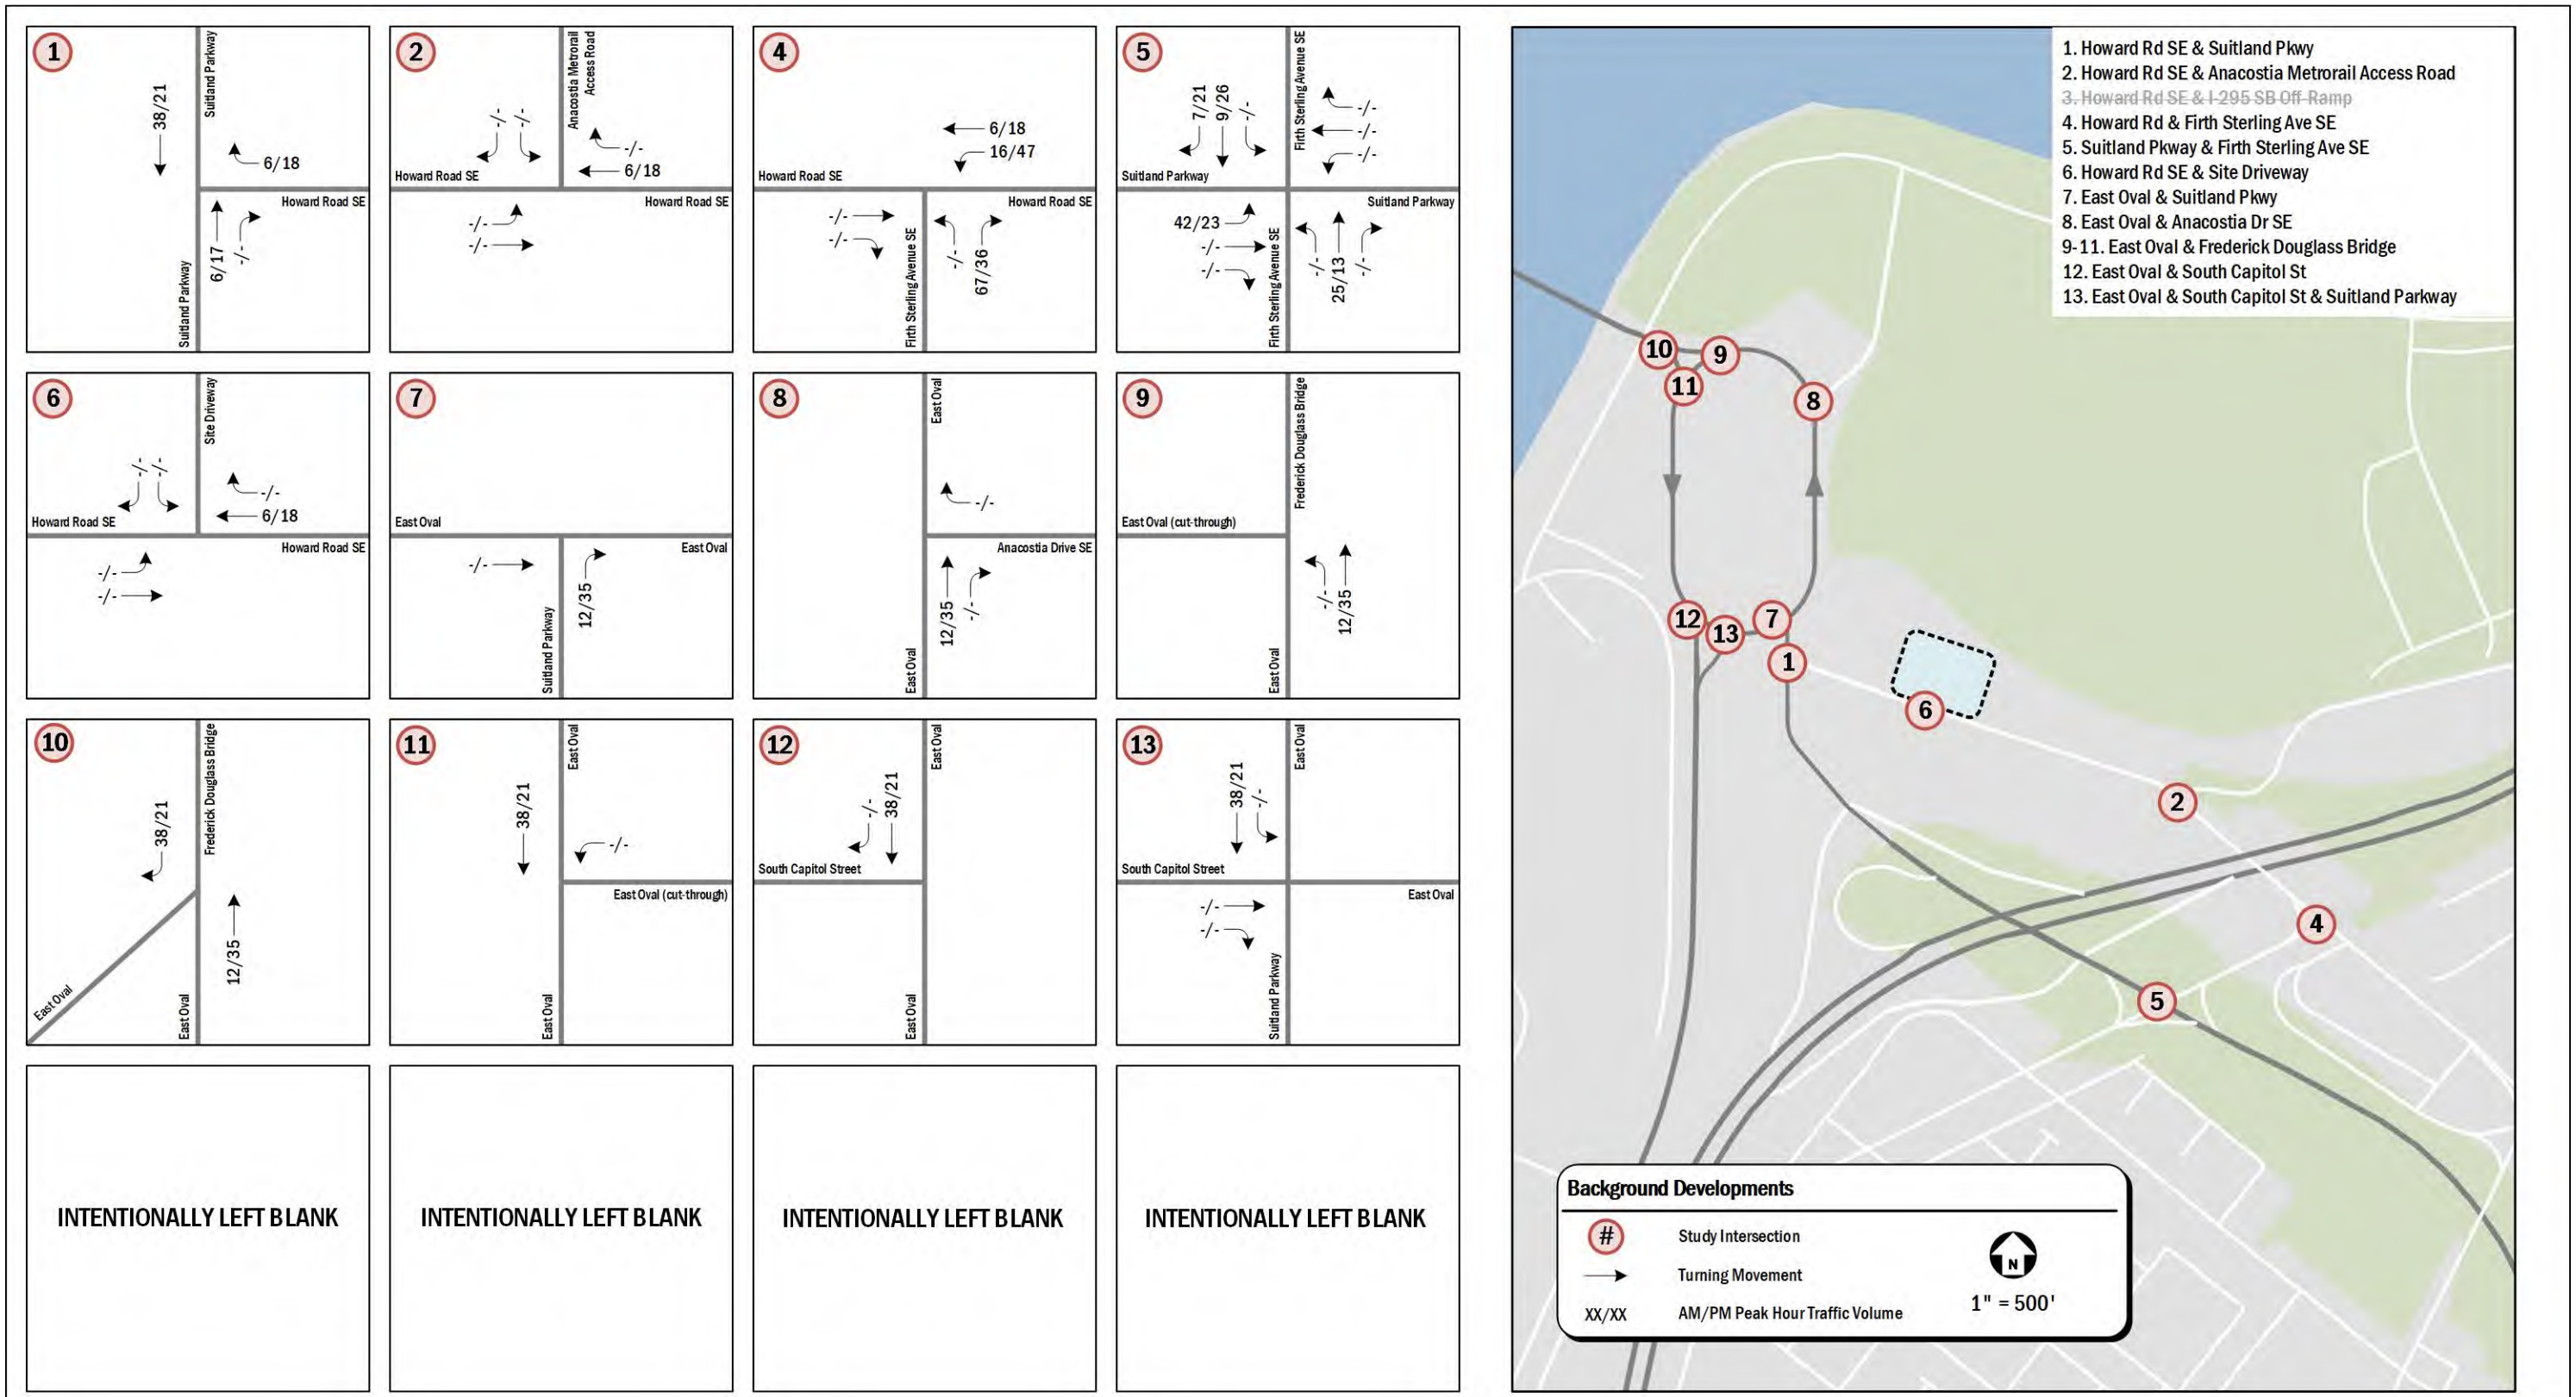 1
Suitland Parkway
38/21
6/18
Howard Road SE
6/17
-/-
Suitland Parkway
2
Anacostia Metrorail
Access Road
-/-
-/-
-/-
6/18
Howard Road SE
Howard Road SE
-/-
-/-
4
6/18
16/47
Howard Road SE
Howard Road SE
-/-
-/-
Firth Sterling Avenue SE
-/-
67/36
5
7/21
9/26
-/-
Firth Sterling Avenue SE
-/-
-/-
-/-
Suitland Parkway
Suitland Parkway
42/23
-/-
-/-
Firth Sterling Avenue SE
-/-
25/13
-/-
6
Site Driveway
-/-
-/-
-/-
6/18
Howard Road SE
Howard Road SE
-/-
-/-
7
East Oval
East Oval
-/-
Suitland Parkway
12/35
8
East Oval
-/-
Anacostia Drive SE
12/35
-/-
East Oval
9
Frederick Douglass Bridge
East Oval (cut-through)
-/-
12/35
East Oval
10
Frederick Douglass Bridge
38/21
12/35
East Oval
East Oval
11
East Oval
38/21
-/-
East Oval (cut-through)
East Oval
12
East Oval
-/-
38/21
South Capitol Street
East Oval
13
East Oval
38/21
-/-
South Capitol Street
East Oval
-/-
-/-
Suitland Parkway
INTENTIONALLY LEFT BLANK
INTENTIONALLY LEFT BLANK
INTENTIONALLY LEFT BLANK
INTENTIONALLY LEFT BLANK
1. Howard Rd SE & Suitland Pkwy
2. Howard Rd SE & Anacostia Metrorail Access Road
3. Howard Rd SE & I-295 SB Off-Ramp
4. Howard Rd & Firth Sterling Ave SE
5. Suitland Pkway & Firth Sterling Ave SE
6. Howard Rd SE & Site Driveway
7. East Oval & Suitland Pkwy
8. East Oval & Anacostia Dr SE
9-11. East Oval & Frederick Douglass Bridge
12. East Oval & South Capitol St
13. East Oval & South Capitol St & Suitland Parkway
10
9
11
8
12
13
7
1
6
2
4
5
Background Developments
# Study Intersection
Turning Movement
XX/XX AM/PM Peak Hour Traffic Volume
N
1" = 500'